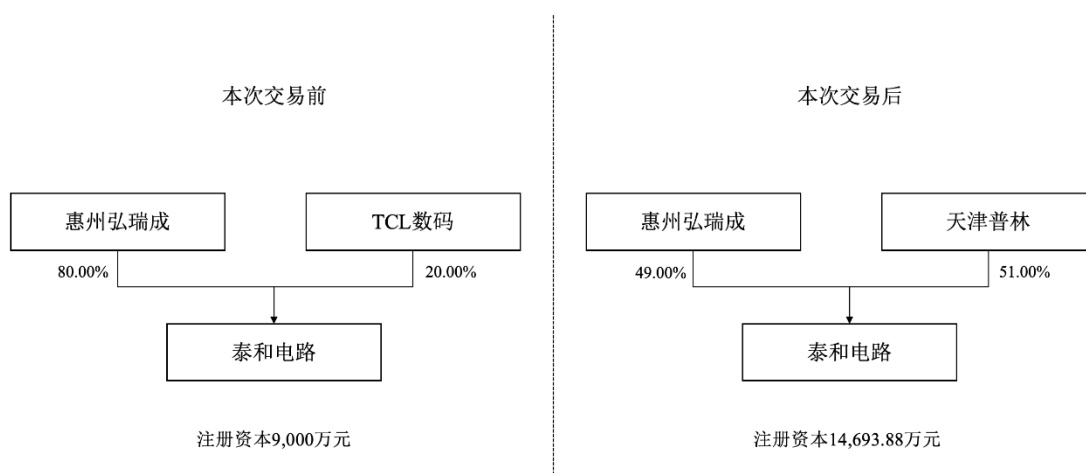 本次交易前
惠州弘瑞成
TCL数码
80.00%
20.00%
泰和电路
注册资本9,000万元
本次交易后
惠州弘瑞成
天津普林
49.00%
51.00%
泰和电路
注册资本14,693.88万元